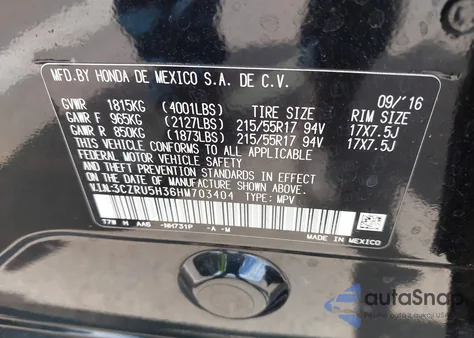 MFD.BY HONDA DE MEXICO S.A. DE C.V.
09/'16
GVWR 1815KG (4001LBS) TIRE SIZE RIM SIZE
GAWR F 965KG (2127LBS) 215/55R17 94V 17X7.5J
GAWR R 850KG (1873LBS) 215/55R17 94V 17X7.5J
THIS VEHICLE CONFORMS TO ALL APPLICABLE
FEDERAL MOTOR VEHICLE SAFETY
AND THEFT PREVENTION STANDARDS IN EFFECT ON
THE DATE OF MANUFACTURE SHOWN ABOVE.
V.I.N:3CZRU5H36HM703404 TYPE: MPV
T7W H AA6 -NH731P -A -M
MADE IN MEXICO
autoSnap